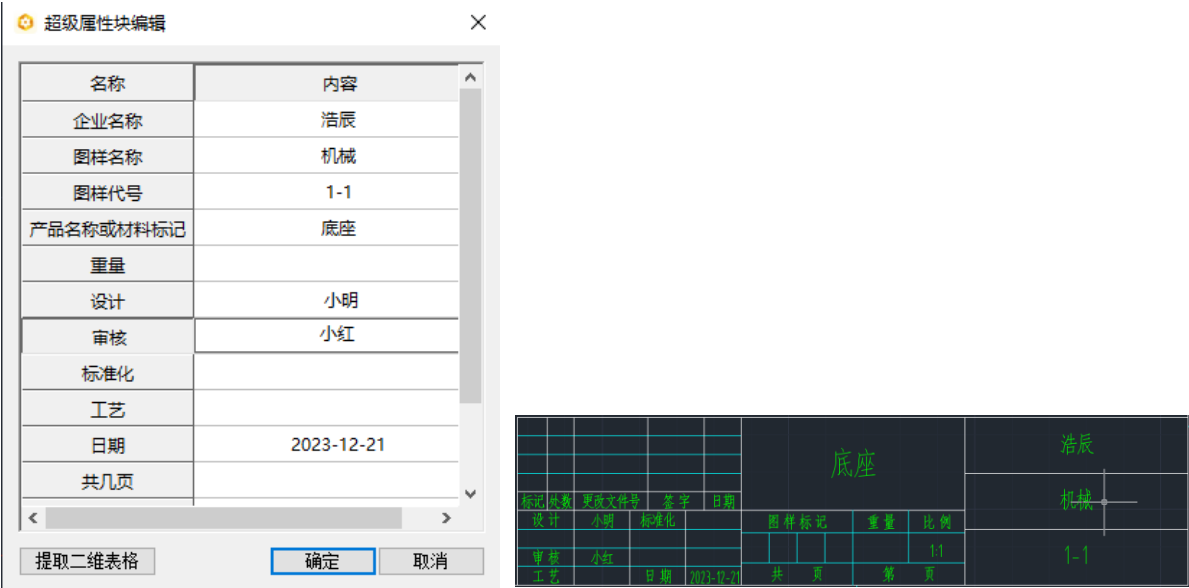 超级属性块编辑
名称 内容
企业名称 浩辰
图样名称 机械
图样代号 1-1
产品名称或材料标记 底座
重量
设计 小明
审核 小红
标准化
工艺
日期 2023-12-21
共几页
提取二维表格 确定 取消
底座 浩辰
机械
标记 处数 更改文件号 签字 日期
设计 小明 标准化 图样标记 重量 比例
审核 小红 1:1 1-1
工艺 日期 2023-12-21 共 页 第 页